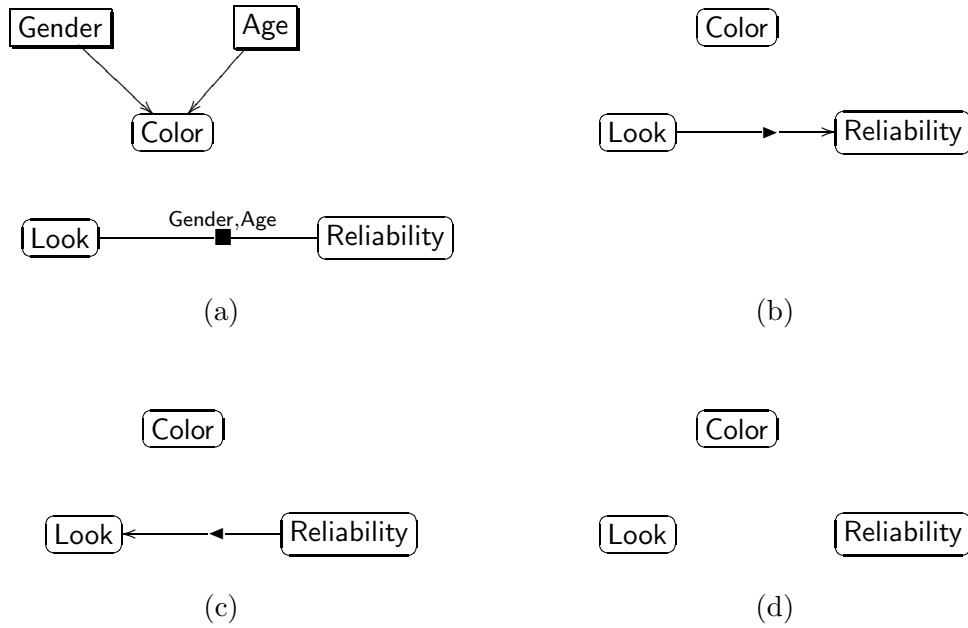 Gender Age
Color
Gender,Age
Look Reliability
(a)
Color
Look Reliability
(b)
Color
Look Reliability
(c)
Color
Look Reliability
(d)